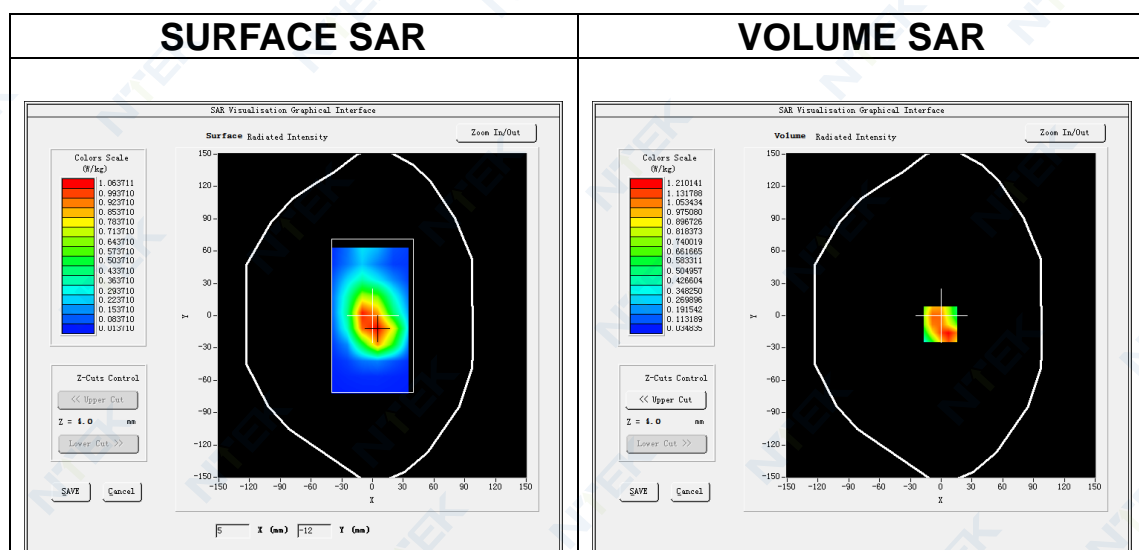 SURFACE SAR
VOLUME SAR
SAR Visualisation Graphical Interface
Surface Radiated Intensity
Zoom In/Out
Colors Scale
(W/kg)
1.063711
0.993710
0.923710
0.853710
0.783710
0.713710
0.643710
0.573710
0.503710
0.433710
0.363710
0.293710
0.223710
0.153710
0.083710
0.013710
150
120
90
60
30
0
-30
-60
-90
-120
-150
Y
-150 -120 -90 -60 -30 0 30 60 90 120 150
X
Z-Cuts Control
<< Upper Cut
Z = 4.0 mm
Lower Cut >>
SAVE
Cancel
5 X (mm) -12 Y (mm)
SAR Visualisation Graphical Interface
Volume Radiated Intensity
Zoom In/Out
Colors Scale
(W/kg)
1.210141
1.131788
1.053434
0.975080
0.896726
0.818373
0.740019
0.661665
0.583311
0.504957
0.426604
0.348250
0.269896
0.191542
0.113189
0.034835
150
120
90
60
30
0
-30
-60
-90
-120
-150
Y
-150 -120 -90 -60 -30 0 30 60 90 120 150
X
Z-Cuts Control
<< Upper Cut
Z = 4.0 mm
Lower Cut >>
SAVE
Cancel
NTEK